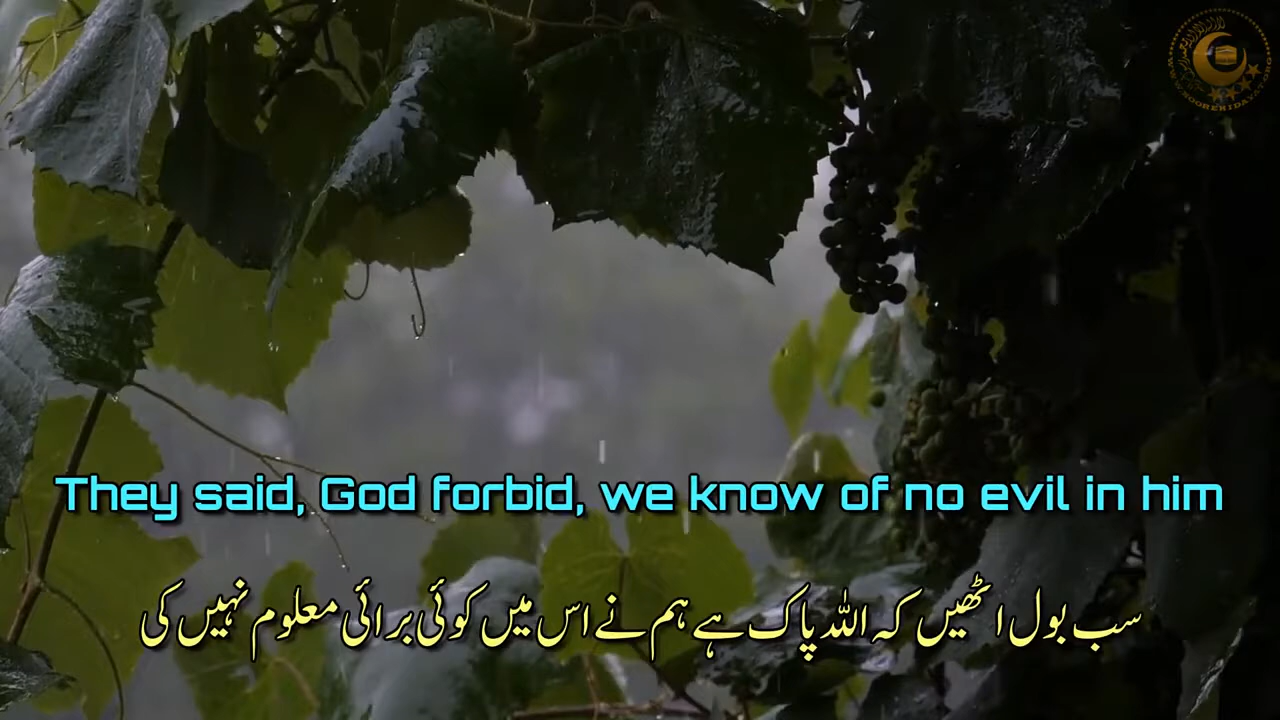 They said, God forbid, we know of no evil in him
سب بول اٹھیں کہ اللہ پاک ہے ہم نے اس میں کوئی برائی معلوم نہیں کی